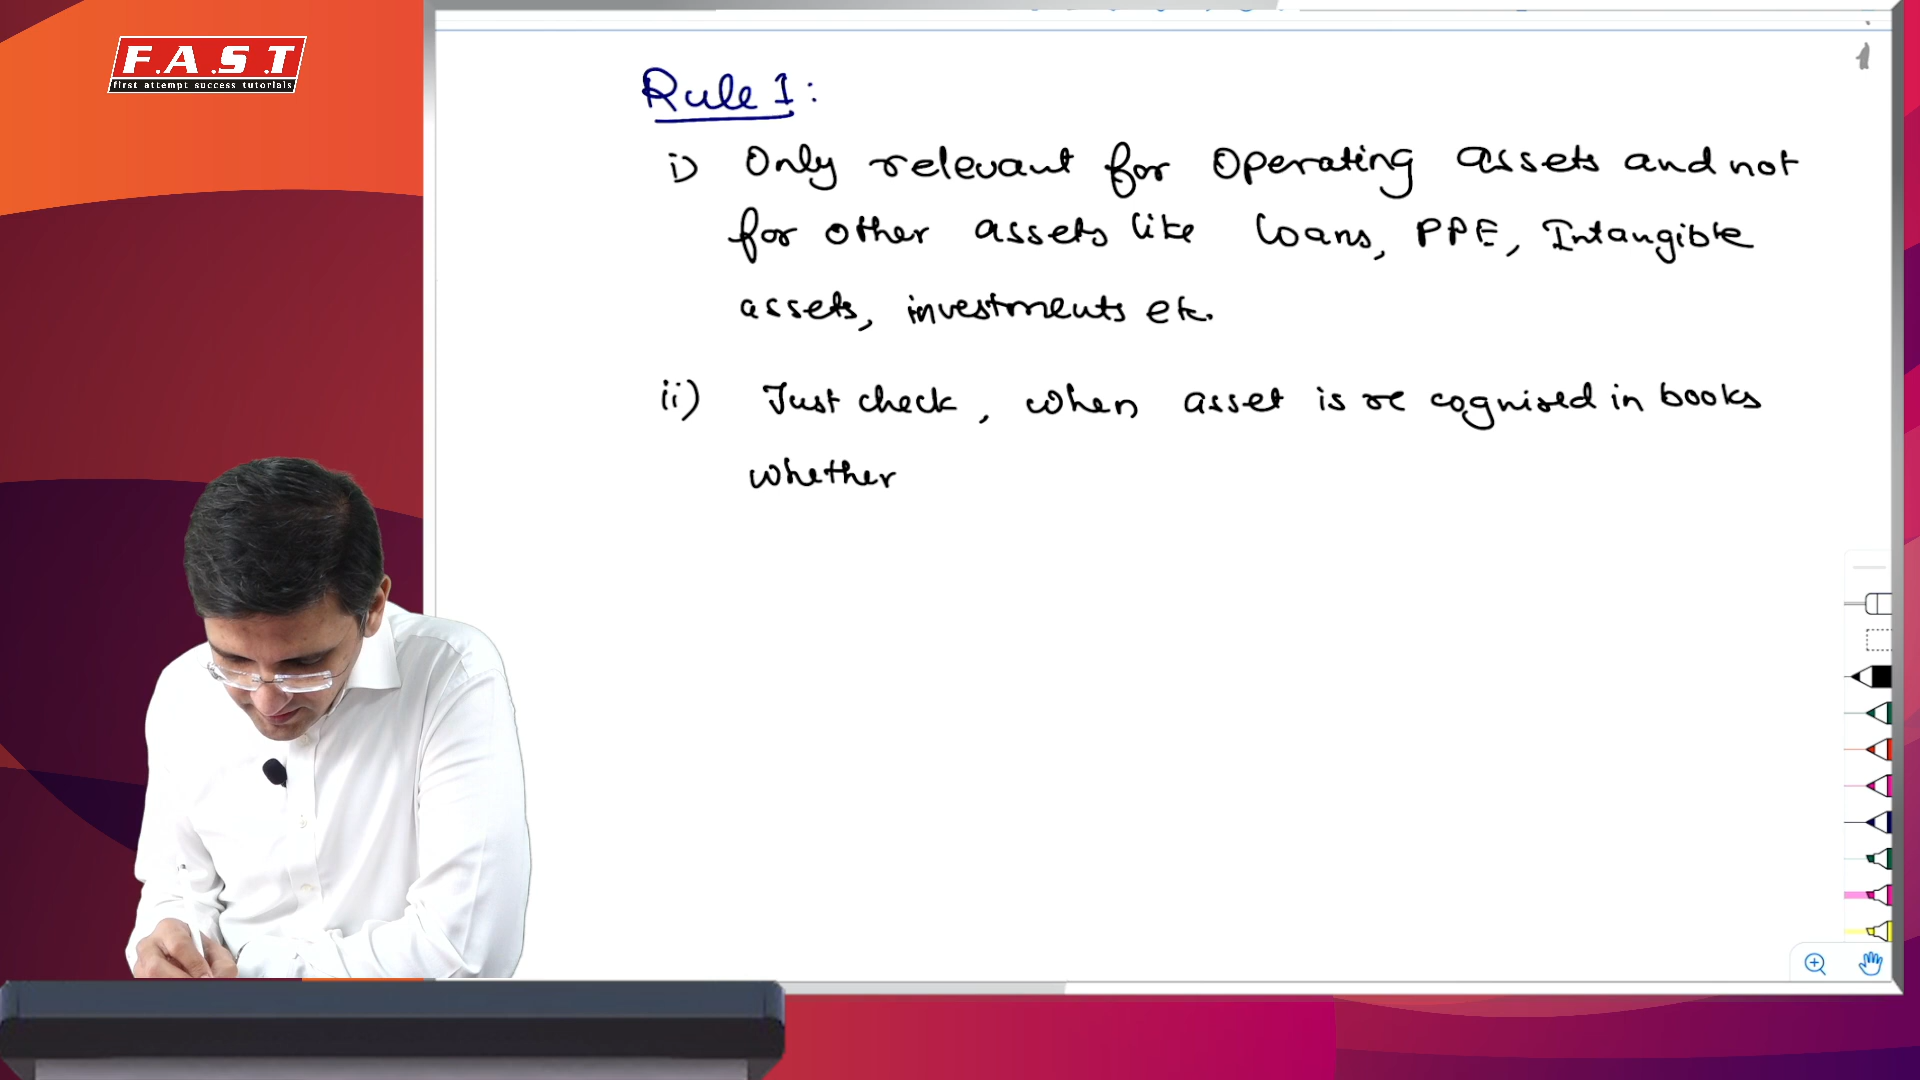 F.A.S.T
first attempt success tutorials
Rule 1:
i) Only relevant for Operating assets and not
for other assets like loans, PPE, Intangible
assets, investments etc.
ii) Just check, when asset is recognised in books
whether
1